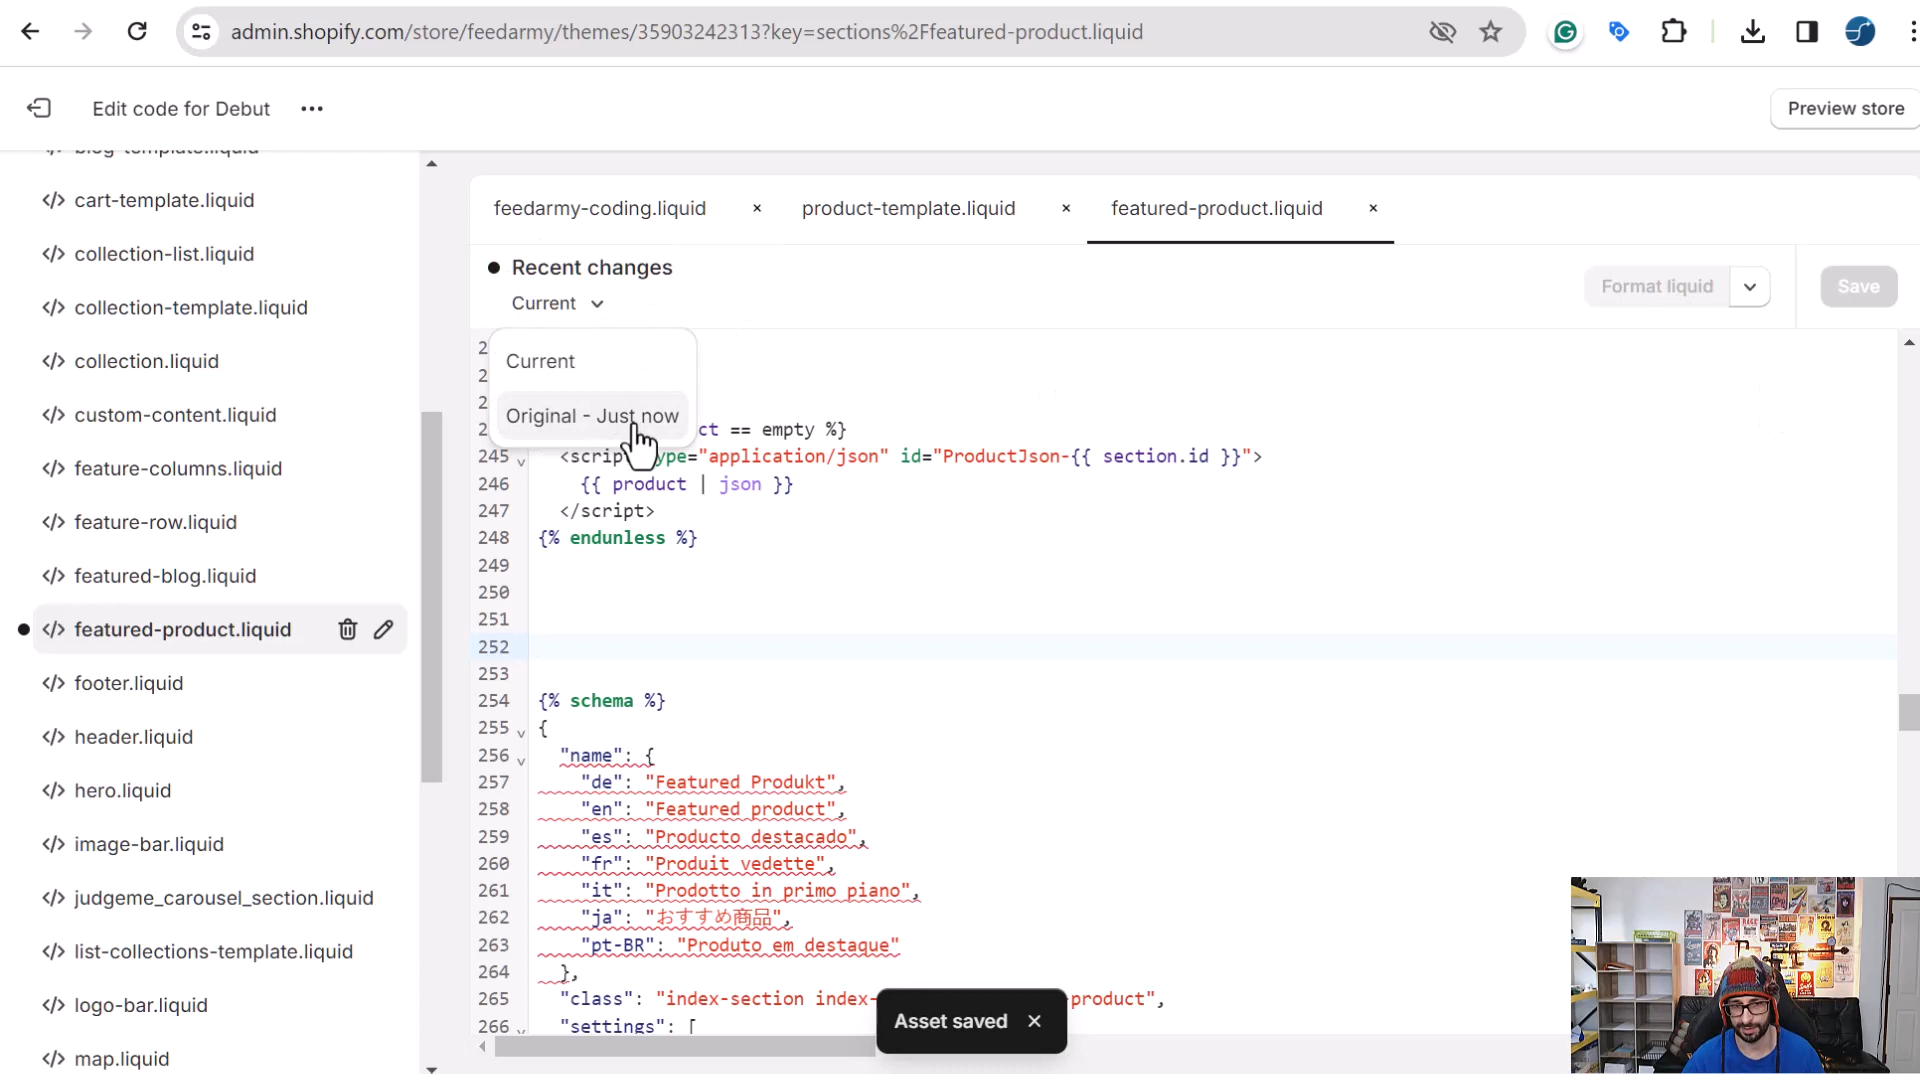 admin.shopify.com/store/feedarmy/themes/35903242313?key=sections%2Ffeatured-product.liquid
Edit code for Debut
Preview store
blog-template.liquid
cart-template.liquid
collection-list.liquid
collection-template.liquid
collection.liquid
custom-content.liquid
feature-columns.liquid
feature-row.liquid
featured-blog.liquid
featured-product.liquid
footer.liquid
header.liquid
hero.liquid
image-bar.liquid
judgeme_carousel_section.liquid
list-collections-template.liquid
logo-bar.liquid
map.liquid
feedarmy-coding.liquid
product-template.liquid
featured-product.liquid
Recent changes
Current
Format liquid
Save
Current
Original - Just now
ct == empty %}
245 <script type="application/json" id="ProductJson-{{ section.id }}">
246 {{ product | json }}
247 </script>
248 {% endunless %}
249
250
251
252
253
254 {% schema %}
255 {
256 "name": {
257 "de": "Featured Produkt",
258 "en": "Featured product",
259 "es": "Producto destacado",
260 "fr": "Produit vedette",
261 "it": "Prodotto in primo piano",
262 "ja": "おすすめ商品",
263 "pt-BR": "Produto em destaque"
264 },
265 "class": "index-section index- product",
266 "settings": [
Asset saved